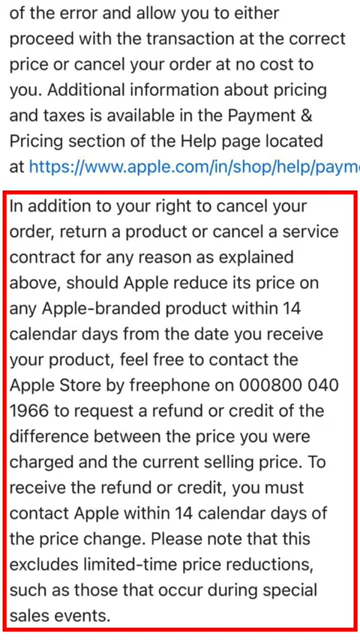 of the error and allow you to either
proceed with the transaction at the correct
price or cancel your order at no cost to
you. Additional information about pricing
and taxes is available in the Payment &
Pricing section of the Help page located
at https://www.apple.com/in/shop/help/payme
In addition to your right to cancel your
order, return a product or cancel a service
contract for any reason as explained
above, should Apple reduce its price on
any Apple-branded product within 14
calendar days from the date you receive
your product, feel free to contact the
Apple Store by freephone on 000800 040
1966 to request a refund or credit of the
difference between the price you were
charged and the current selling price. To
receive the refund or credit, you must
contact Apple within 14 calendar days of
the price change. Please note that this
excludes limited-time price reductions,
such as those that occur during special
sales events.